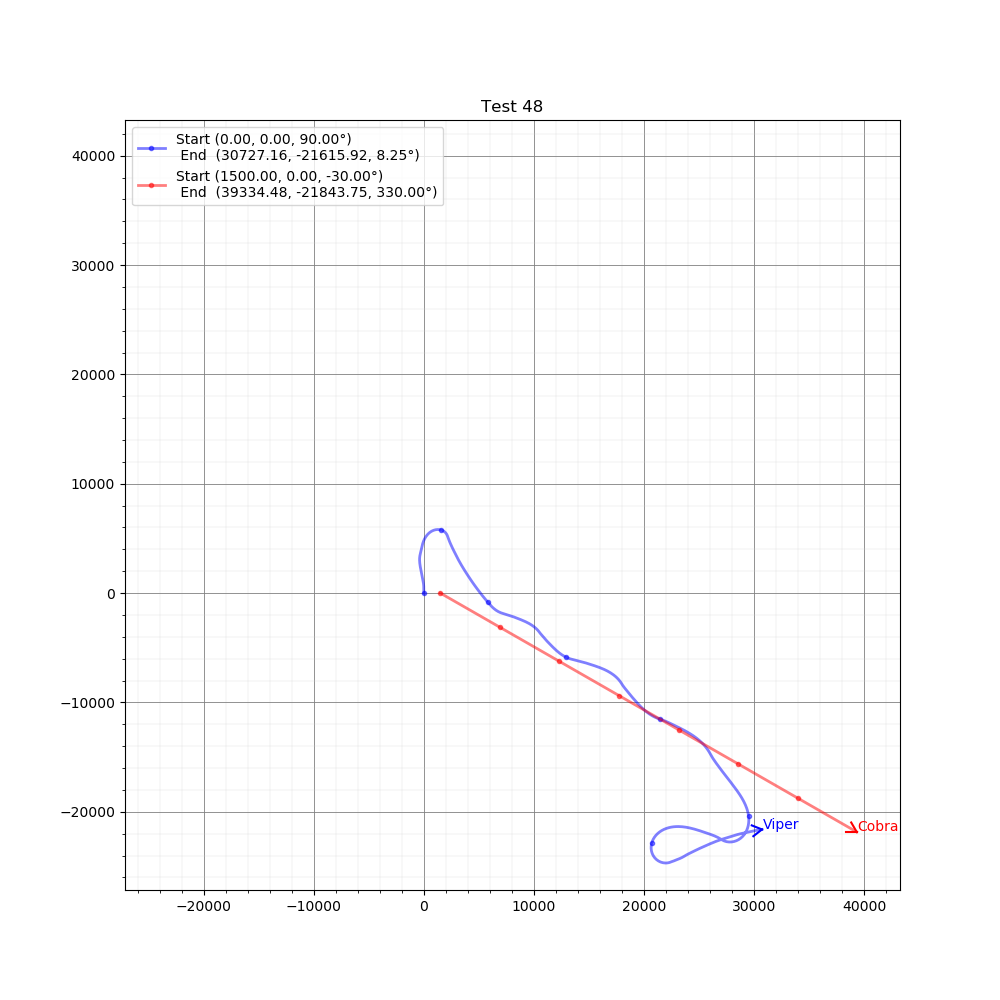 Test 48
Start (0.00, 0.00, 90.00°)
End  (30727.16, -21615.92, 8.25°)
Start (1500.00, 0.00, -30.00°)
End  (39334.48, -21843.75, 330.00°)
40000
30000
20000
10000
0
−10000
−20000
Viper
Cobra
−20000 −10000 0 10000 20000 30000 40000